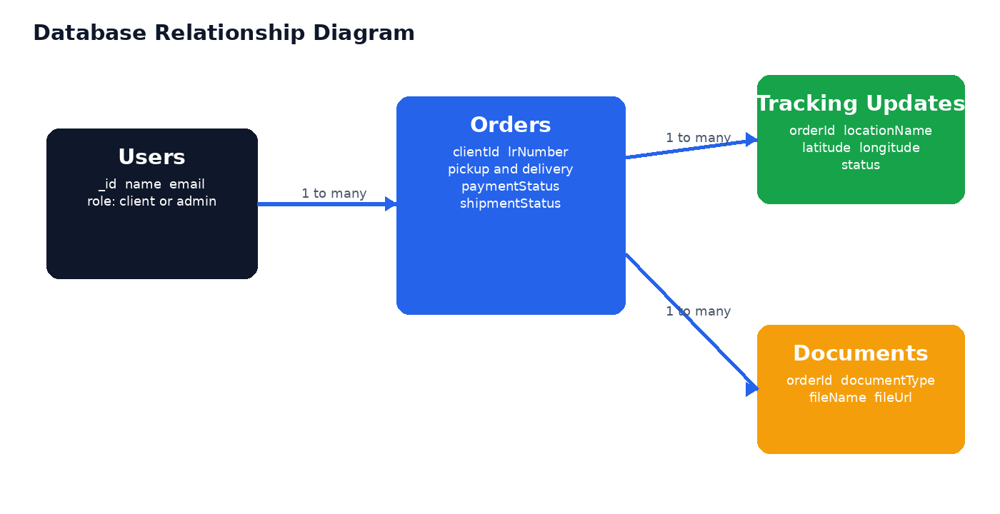 Database Relationship Diagram
Users
_id  name  email
role: client or admin
1 to many
Orders
clientId  lrNumber
pickup and delivery
paymentStatus
shipmentStatus
1 to many
Tracking Updates
orderId  locationName
latitude  longitude
status
1 to many
Documents
orderId  documentType
fileName  fileUrl